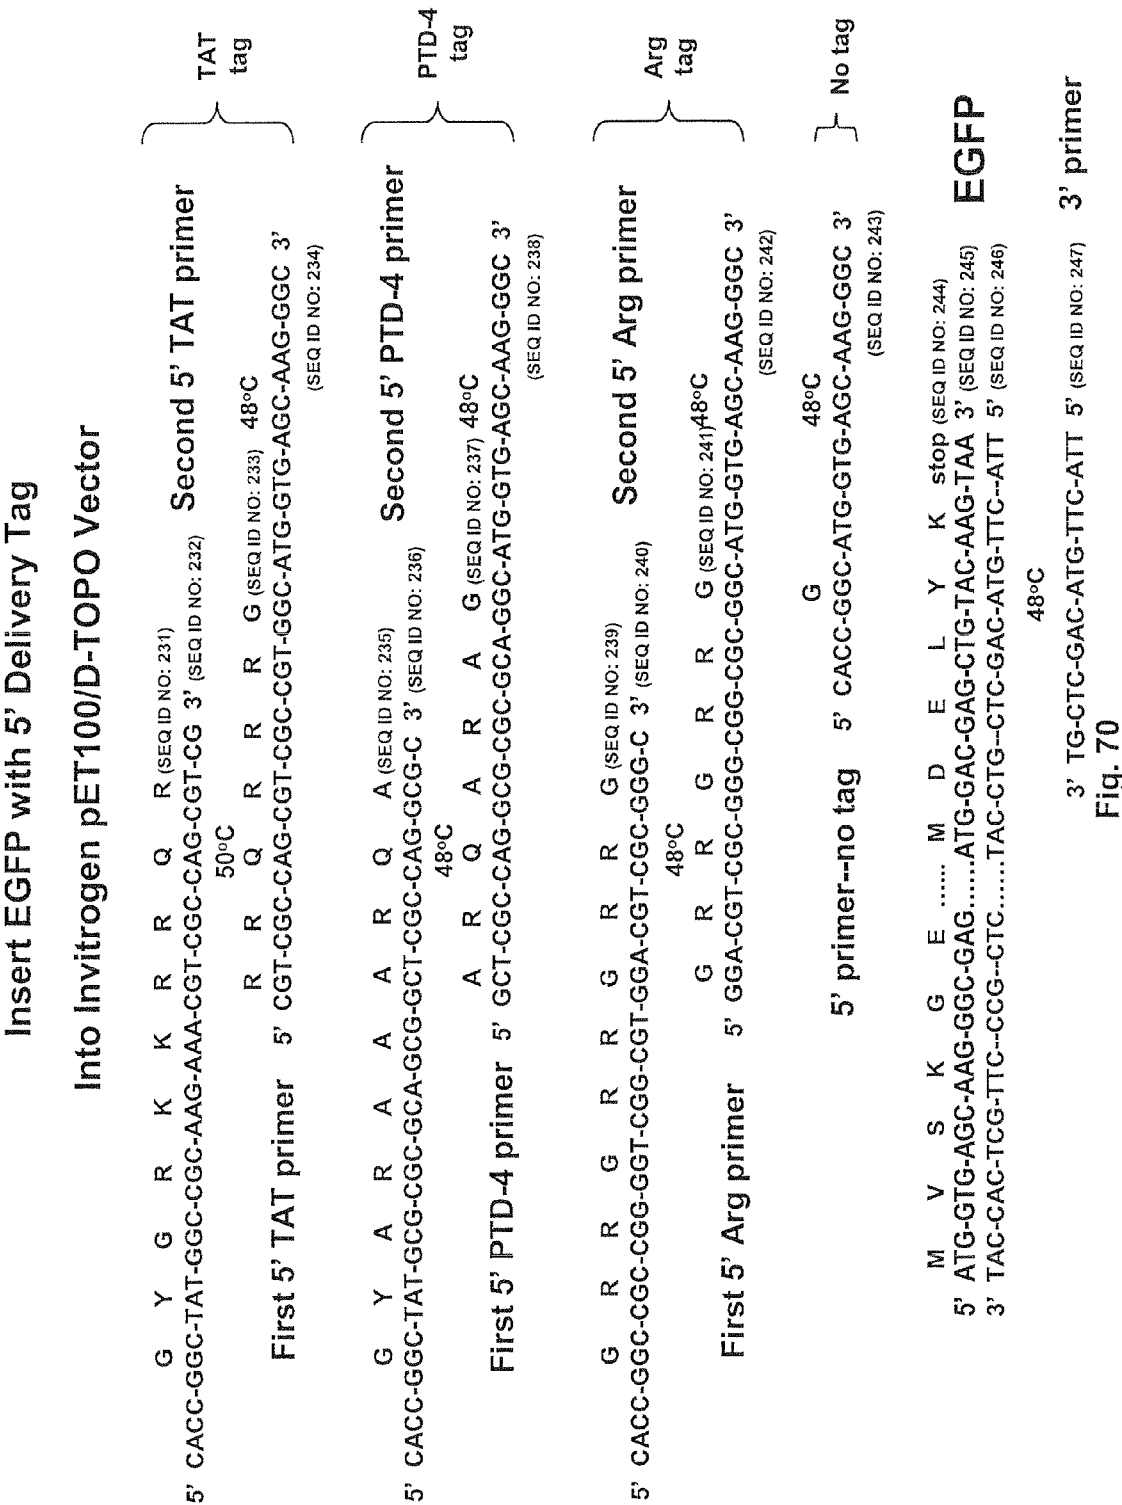 Insert EGFP with 5’ Delivery Tag
Into Invitrogen pET100/D-TOPO Vector
G Y G R K K R R Q R (SEQ ID NO: 231)
5’ CACC-GGC-TAT-GGC-CGC-AAG-AAA-CGT-CGC-CAG-CGT-CG 3’ (SEQ ID NO: 232) Second 5’ TAT primer
50°C
R R Q R R R G (SEQ ID NO: 233) 48°C
First 5’ TAT primer 5’ CGT-CGC-CAG-CGT-CGC-CGT-GGC-ATG-GTG-AGC-AAG-GGC 3’
(SEQ ID NO: 234)
TAT tag
G Y A R A A A R Q A (SEQ ID NO: 235)
5’ CACC-GGC-TAT-GCG-CGC-GCA-GCG-GCT-CGC-CAG-GCG-C 3’ (SEQ ID NO: 236) Second 5’ PTD-4 primer
48°C
A R Q A R A G (SEQ ID NO: 237) 48°C
First 5’ PTD-4 primer 5’ GCT-CGC-CAG-GCG-CGC-GCA-GGC-ATG-GTG-AGC-AAG-GGC 3’
(SEQ ID NO: 238)
PTD-4 tag
G R R G R R G R R G (SEQ ID NO: 239)
5’ CACC-GGC-CGC-CGG-GGT-CGG-CGT-GGA-CGT-CGC-GGG-C 3’ (SEQ ID NO: 240) Second 5’ Arg primer
48°C
G R R G R R G (SEQ ID NO: 241) 48°C
First 5’ Arg primer 5’ GGA-CGT-CGC-GGG-CGG-CGC-GGC-ATG-GTG-AGC-AAG-GGC 3’
(SEQ ID NO: 242)
Arg tag
G 48°C
5’ primer--no tag 5’ CACC-GGC-ATG-GTG-AGC-AAG-GGC 3’
(SEQ ID NO: 243)
No tag
M V S K G E ...... M D E L Y K stop (SEQ ID NO: 244)
5’ ATG-GTG-AGC-AAG-GGC-GAG......ATG-GAC-GAG-CTG-TAC-AAG-TAA 3’ (SEQ ID NO: 245) EGFP
3’ TAC-CAC-TCG-TTC--CCG--CTC......TAC-CTG--CTC-GAC-ATG-TTC--ATT 5’ (SEQ ID NO: 246)
48°C
3’ TG-CTC-GAC-ATG-TTC-ATT 5’ (SEQ ID NO: 247) 3’ primer
Fig. 70